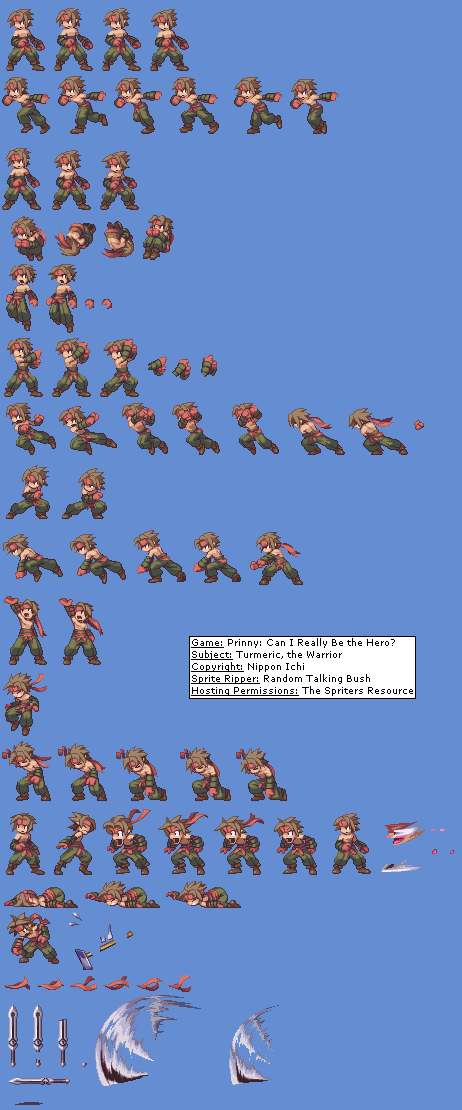 Game: Prinny: Can I Really Be the Hero?
Subject: Turmeric, the Warrior
Copyright: Nippon Ichi
Sprite Ripper: Random Talking Bush
Hosting Permissions: The Spriters Resource